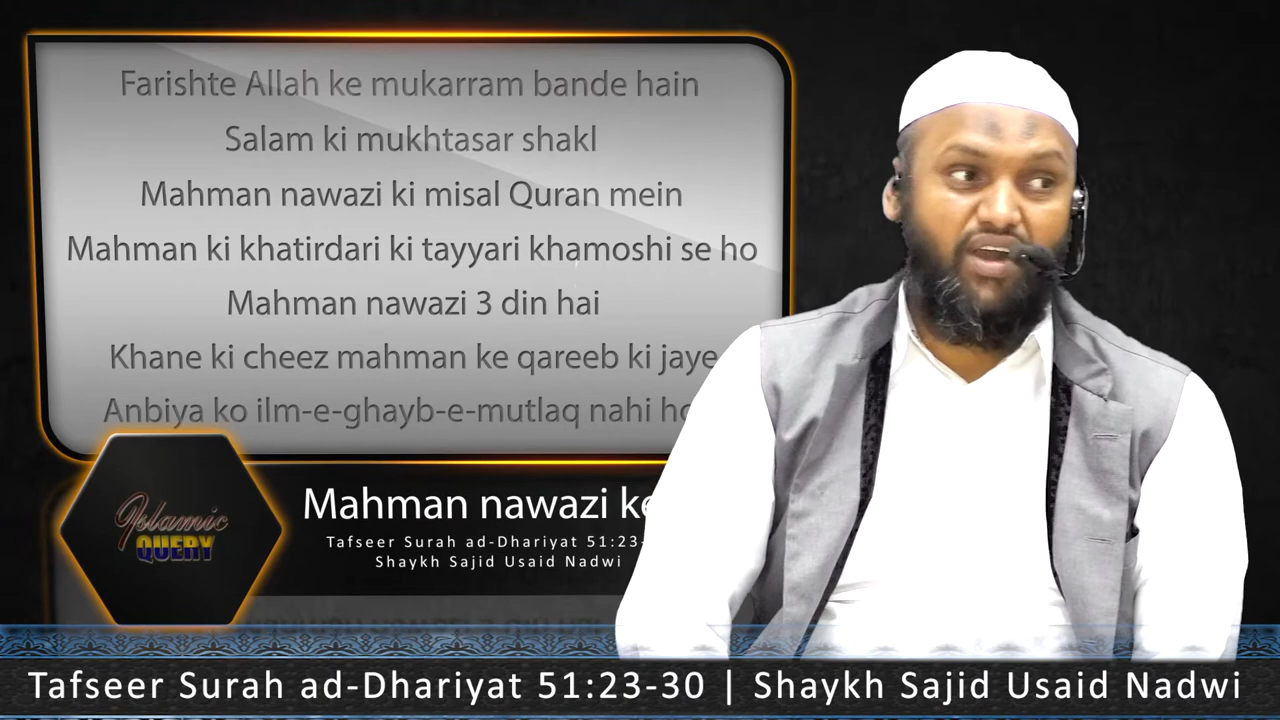 Farishte Allah ke mukarram bande hain
Salam ki mukhtasar shakl
Mahman nawazi ki misal Quran mein
Mahman ki khatirdari ki tayyari khamoshi se ho
Mahman nawazi 3 din hai
Khane ki cheez mahman ke qareeb ki jaye
Anbiya ko ilm-e-ghayb-e-mutlaq nahi
Islamic
QUERY
Mahman nawazi
Tafseer Surah ad-Dhariyat
Shaykh Sajid Usaid Nadwi
Tafseer Surah ad-Dhariyat 51:23-30 | Shaykh Sajid Usaid Nadwi